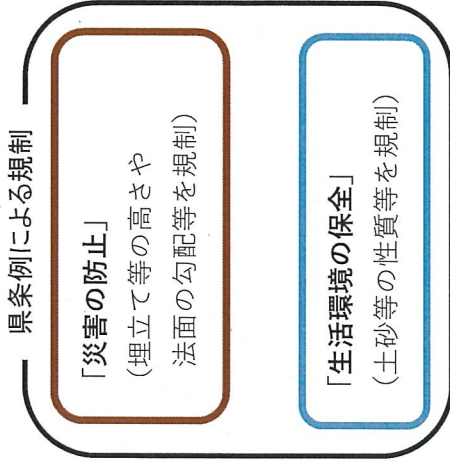 県条例による規制
「災害の防止」
(埋立て等の高さや
法面の勾配等を規制)
「生活環境の保全」
(土砂等の性質等を規制)